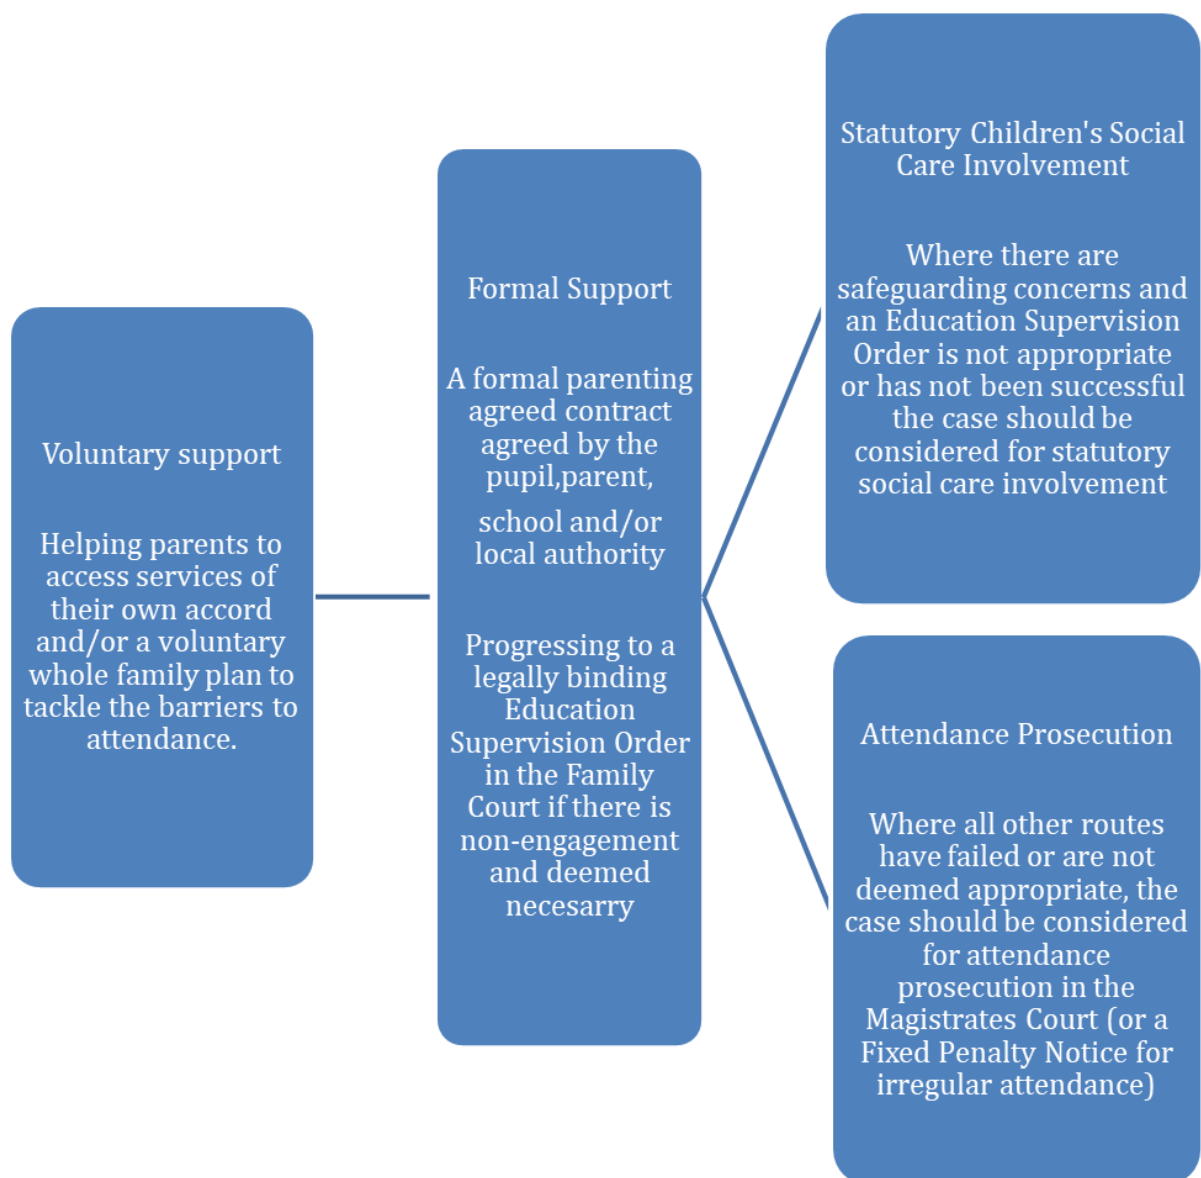 Voluntary support
Helping parents to
access services of
their own accord
and/or a voluntary
whole family plan to
tackle the barriers to
attendance.
Formal Support
A formal parenting
agreed contract
agreed by the
pupil,parent,
school and/or
local authority
Progressing to a
legally binding
Education
Supervision Order
in the Family
Court if there is
non-engagement
and deemed
necesarry
Statutory Children's Social
Care Involvement
Where there are
safeguarding concerns and
an Education Supervision
Order is not appropriate
or has not been successful
the case should be
considered for statutory
social care involvement
Attendance Prosecution
Where all other routes
have failed or are not
deemed appropriate, the
case should be considered
for attendance
prosecution in the
Magistrates Court (or a
Fixed Penalty Notice for
irregular attendance)